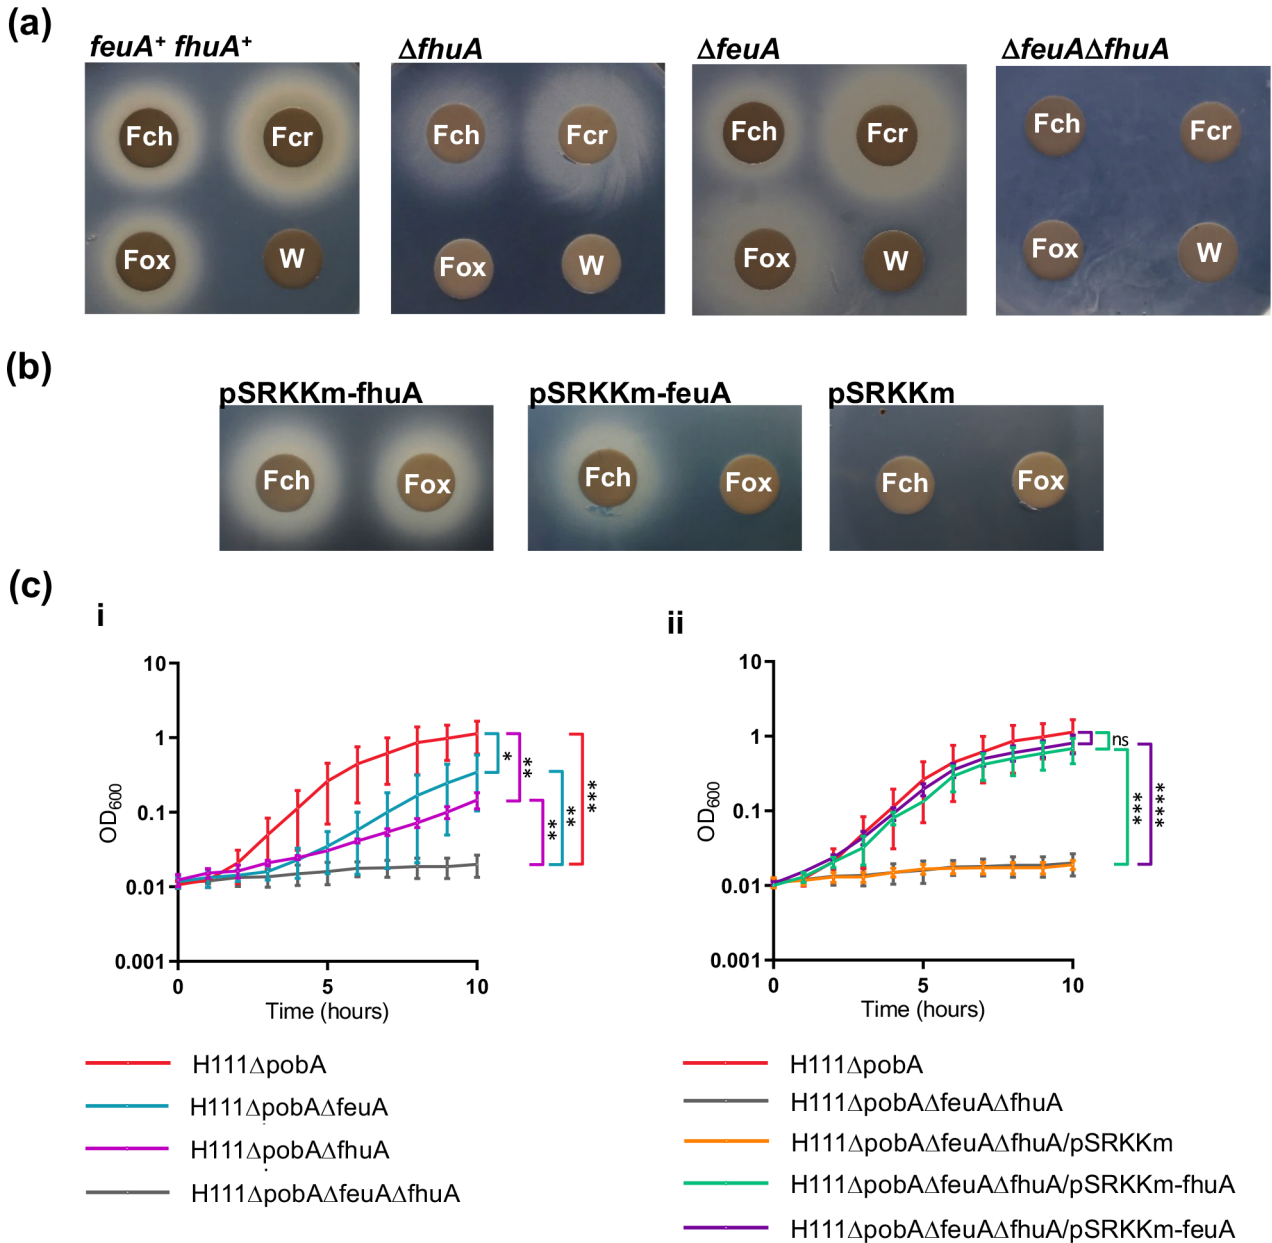 (a)
feuA+ fhuA+
ΔfhuA
ΔfeuA
ΔfeuAΔfhuA
Fch Fcr
Fox W
Fch Fcr
Fox W
Fch Fcr
Fox W
Fch Fcr
Fox W
(b)
pSRKKm-fhuA
pSRKKm-feuA
pSRKKm
Fch Fox
Fch Fox
Fch Fox
(c)
i
OD600
10
1
0.1
0.01
0.001
0 5 10
Time (hours)
*
**
**
**
***
H111ΔpobA
H111ΔpobAΔfeuA
H111ΔpobAΔfhuA
H111ΔpobAΔfeuAΔfhuA
ii
OD600
10
1
0.1
0.01
0.001
0 5 10
Time (hours)
ns
***
****
H111ΔpobA
H111ΔpobAΔfeuAΔfhuA
H111ΔpobAΔfeuAΔfhuA/pSRKKm
H111ΔpobAΔfeuAΔfhuA/pSRKKm-fhuA
H111ΔpobAΔfeuAΔfhuA/pSRKKm-feuA